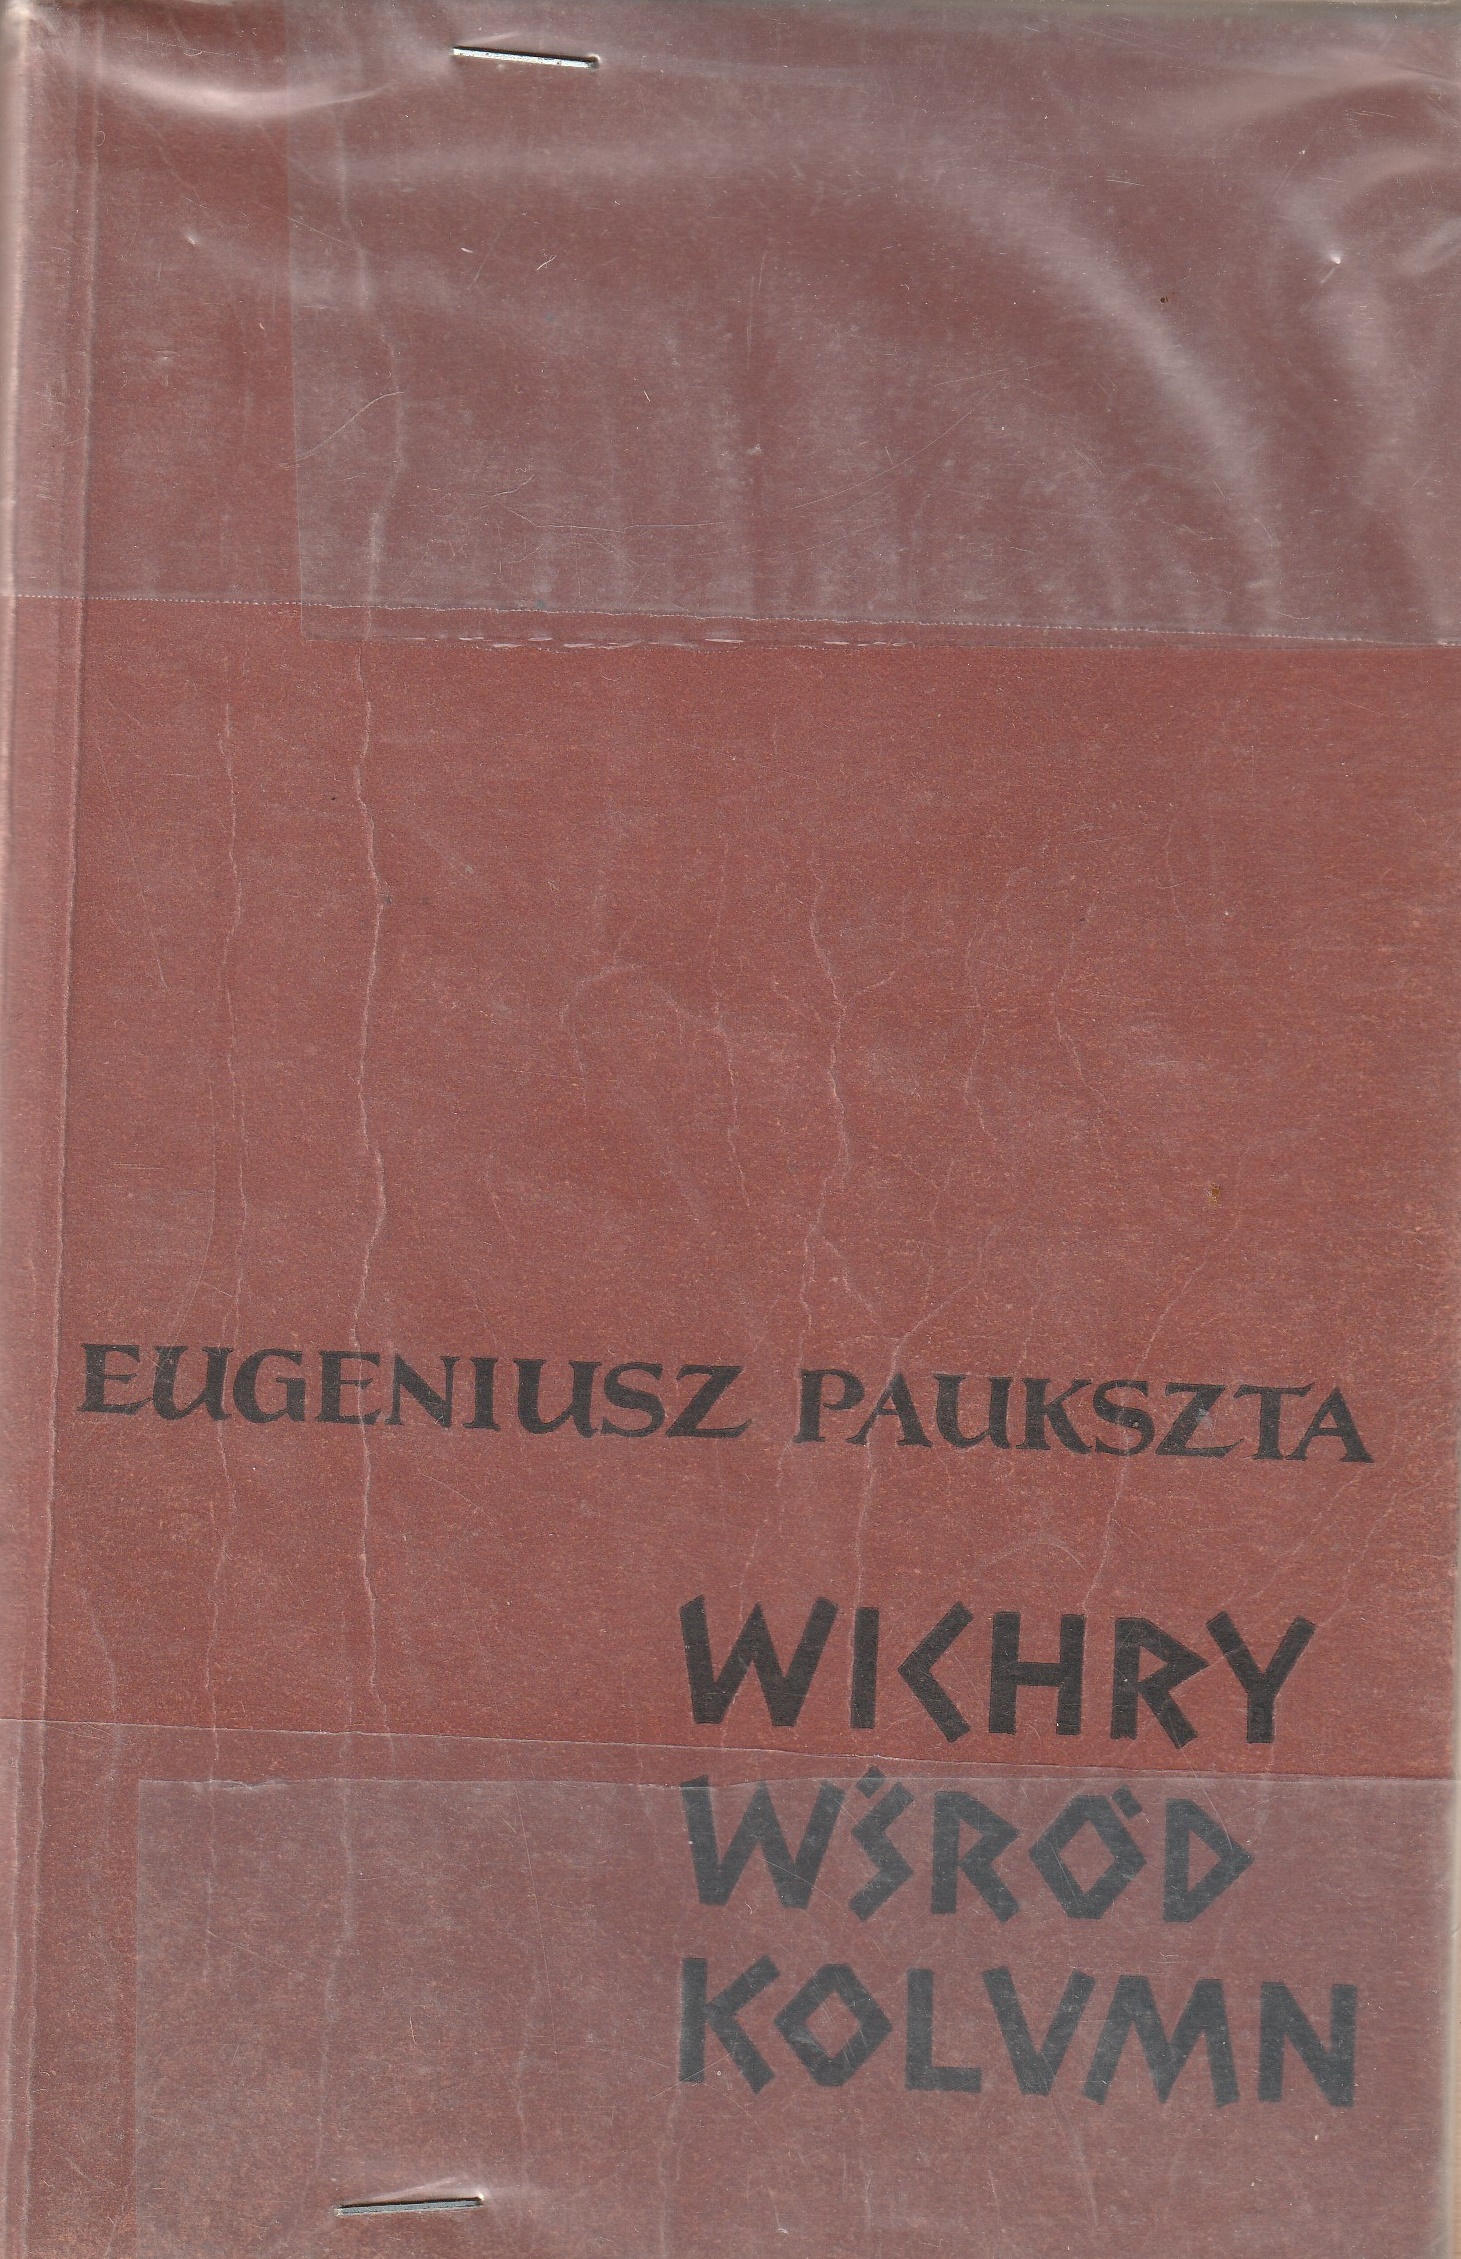 EUGENIUSZ PAUKSZTA
WICHRY
WŚRÓD
KOLVMN